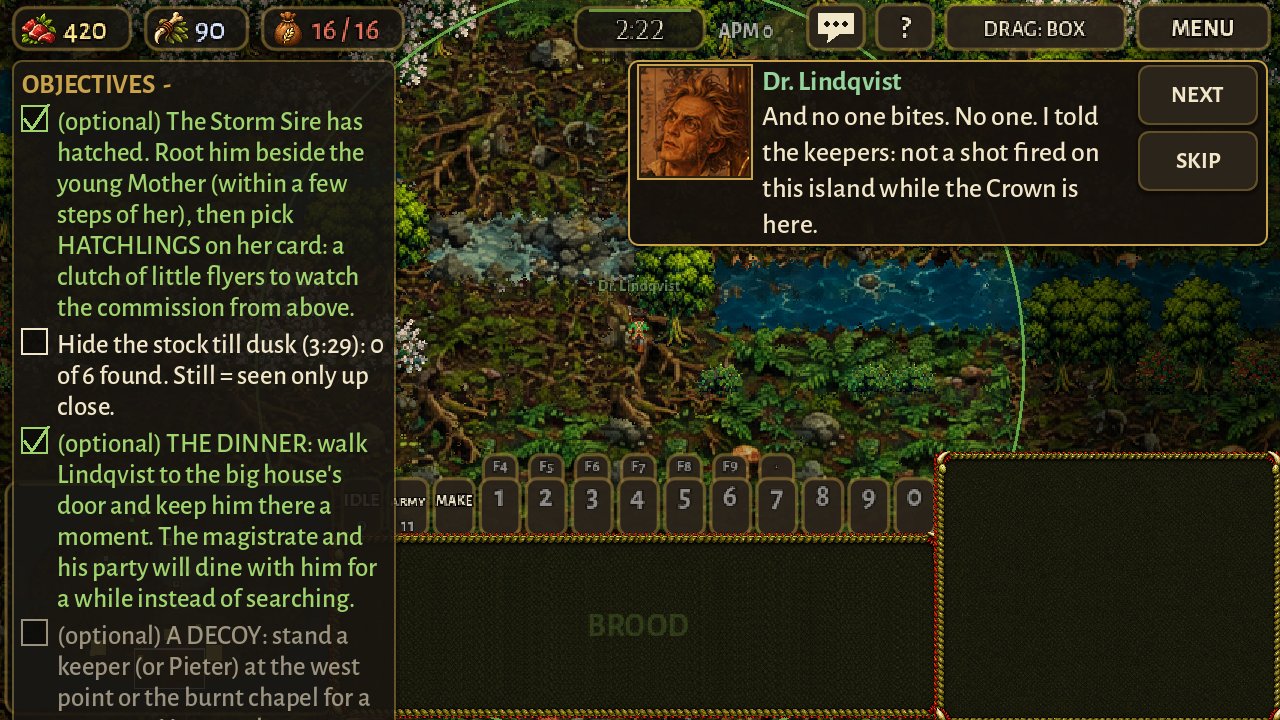 420
90
16/16
2:22
APM 0
?
DRAG: BOX
MENU
OBJECTIVES -
(optional) The Storm Sire has
hatched. Root him beside the
young Mother (within a few
steps of her), then pick
HATCHLINGS on her card: a
clutch of little flyers to watch
the commission from above.
Hide the stock till dusk (3:29): 0
of 6 found. Still = seen only up
close.
(optional) THE DINNER: walk
Lindqvist to the big house's
door and keep him there a
moment. The magistrate and
his party will dine with him for
a while instead of searching.
(optional) A DECOY: stand a
keeper (or Pieter) at the west
point or the burnt chapel for a
Dr. Lindqvist
And no one bites. No one. I told
the keepers: not a shot fired on
this island while the Crown is
here.
NEXT
SKIP
Dr. Lindqvist
F4 F5 F6 F7 F8 F9
IDLE ARMY MAKE 1 2 3 4 5 6 7 8 9 0
11
BROOD